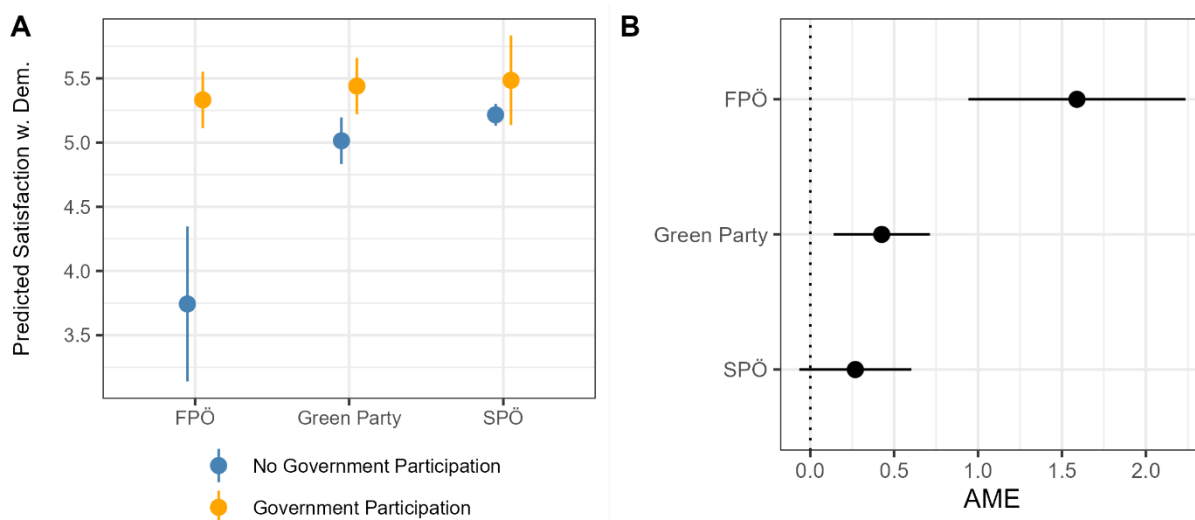 A
Predicted Satisfaction w. Dem.
5.5
5.0
4.5
4.0
3.5
FPÖ Green Party SPÖ
No Government Participation
Government Participation
B
FPÖ
Green Party
SPÖ
0.0 0.5 1.0 1.5 2.0
AME